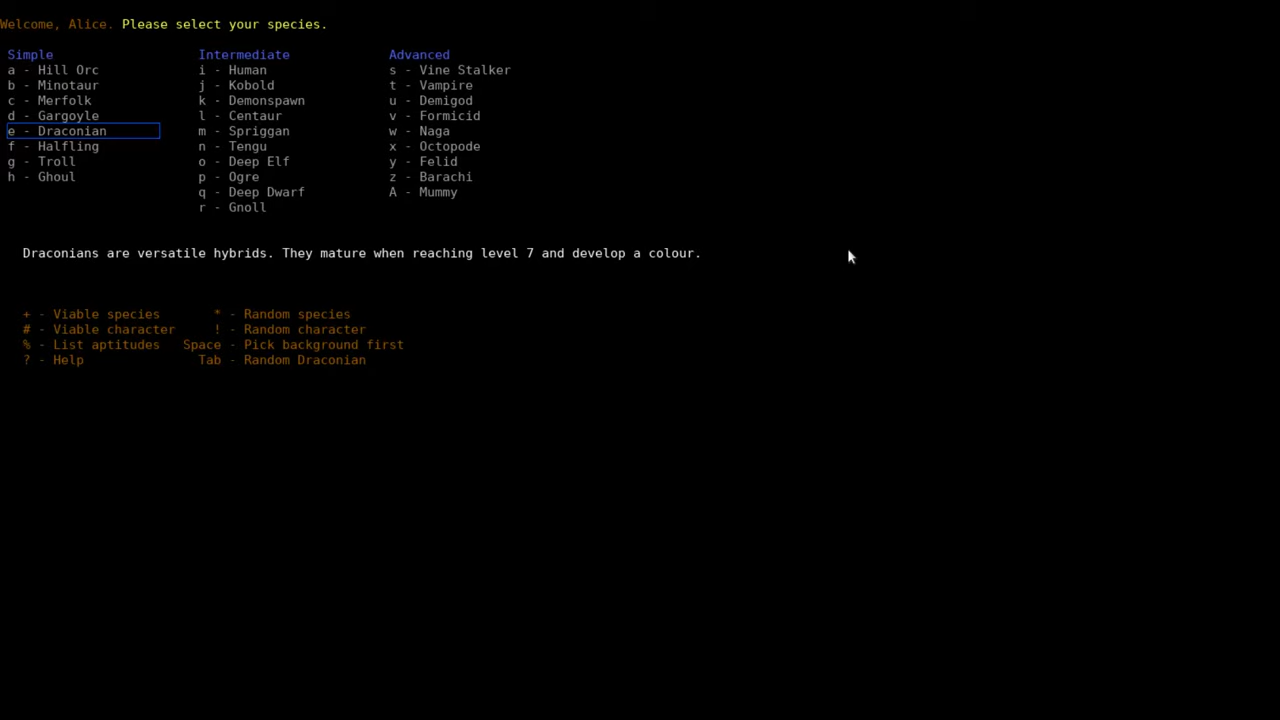 Welcome, Alice. Please select your species.
Simple Intermediate Advanced
a - Hill Orc i - Human s - Vine Stalker
b - Minotaur j - Kobold t - Vampire
c - Merfolk k - Demonspawn u - Demigod
d - Gargoyle l - Centaur v - Formicid
e - Draconian m - Spriggan w - Naga
f - Halfling n - Tengu x - Octopode
g - Troll o - Deep Elf y - Felid
h - Ghoul p - Ogre z - Barachi
q - Deep Dwarf A - Mummy
r - Gnoll
Draconians are versatile hybrids. They mature when reaching level 7 and develop a colour.
+ - Viable species * - Random species
# - Viable character ! - Random character
% - List aptitudes Space - Pick background first
? - Help Tab - Random Draconian